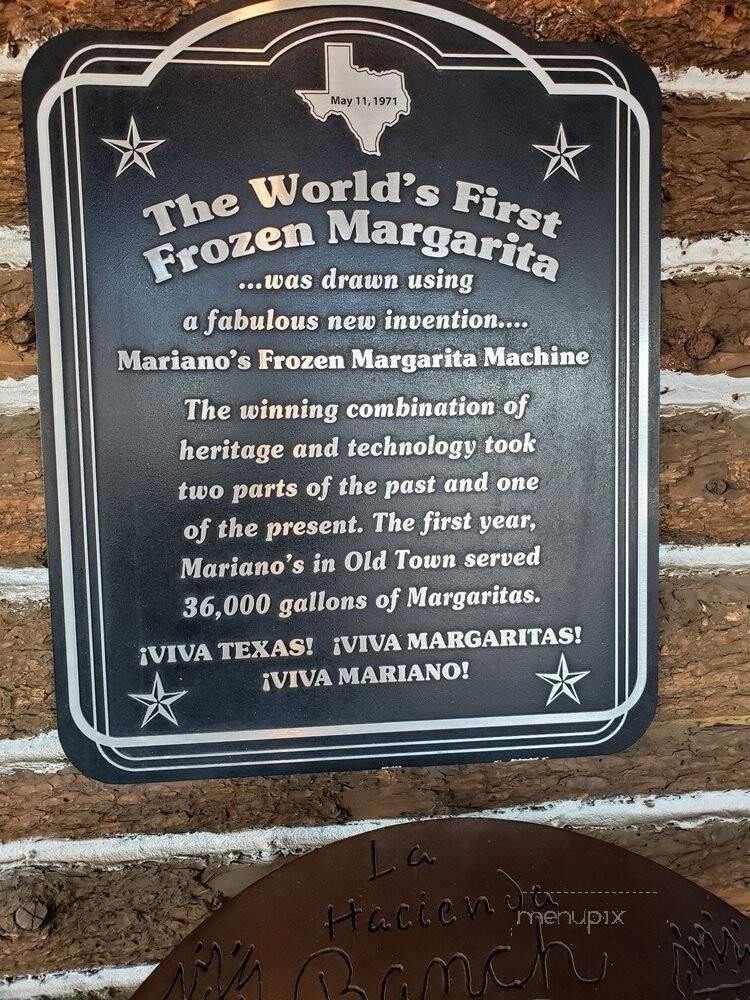 May 11, 1971
The World's First
Frozen Margarita
...was drawn using
a fabulous new invention....
Mariano's Frozen Margarita Machine
The winning combination of
heritage and technology took
two parts of the past and one
of the present. The first year,
Mariano's in Old Town served
36,000 gallons of Margaritas.
¡VIVA TEXAS! ¡VIVA MARGARITAS!
¡VIVA MARIANO!
La
Hacienda
menupix
Ranch